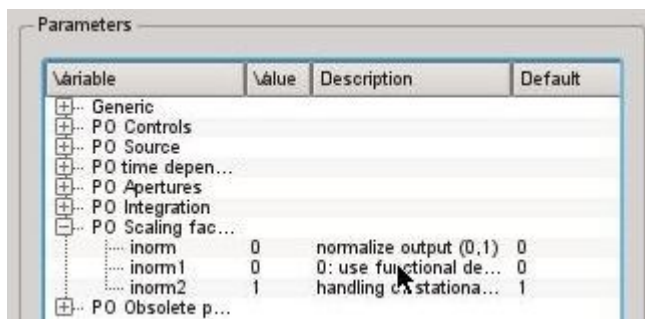 Parameters
Variable Value Description Default
Generic
PO Controls
PO Source
PO time depen...
PO Apertures
PO Integration
PO Scaling fac...
inorm 0 normalize output (0,1) 0
inorm1 0 0: use functional de... 0
inorm2 1 handling of stationa... 1
PO Obsolete p...